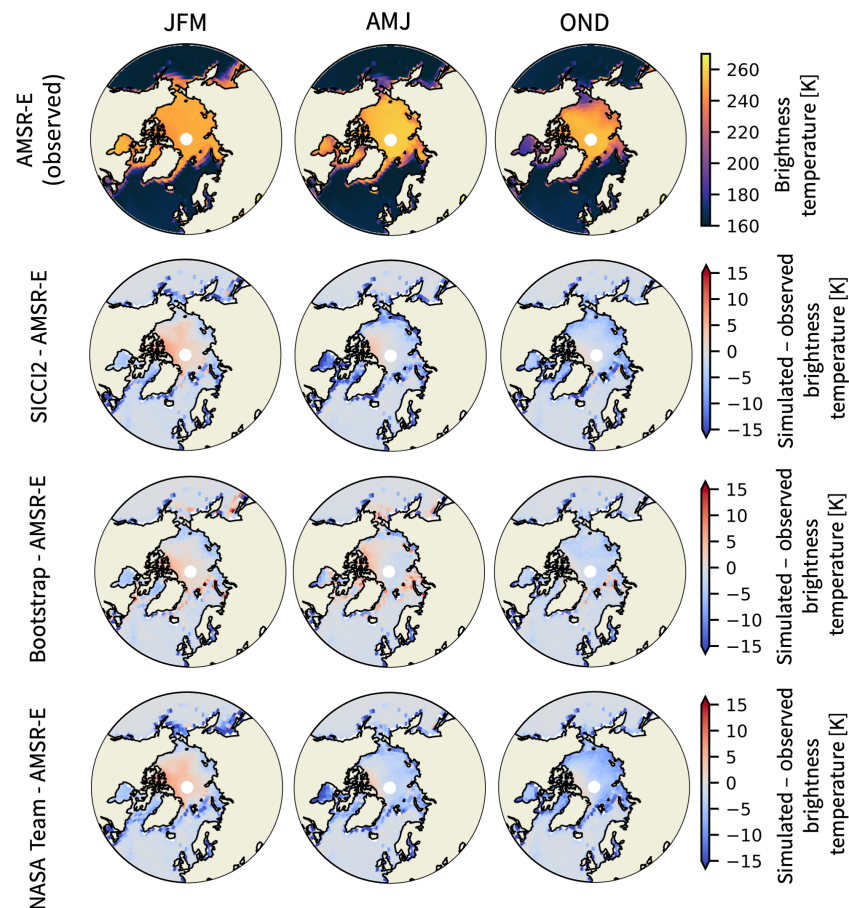 JFM AMJ OND
AMSR-E
(observed)
260
240
220
200
180
160
Brightness
temperature [K]
SICCI2 - AMSR-E
15
10
5
0
−5
−10
−15
Simulated – observed
brightness
temperature [K]
Bootstrap - AMSR-E
15
10
5
0
−5
−10
−15
Simulated – observed
brightness
temperature [K]
NASA Team - AMSR-E
15
10
5
0
−5
−10
−15
Simulated – observed
brightness
temperature [K]